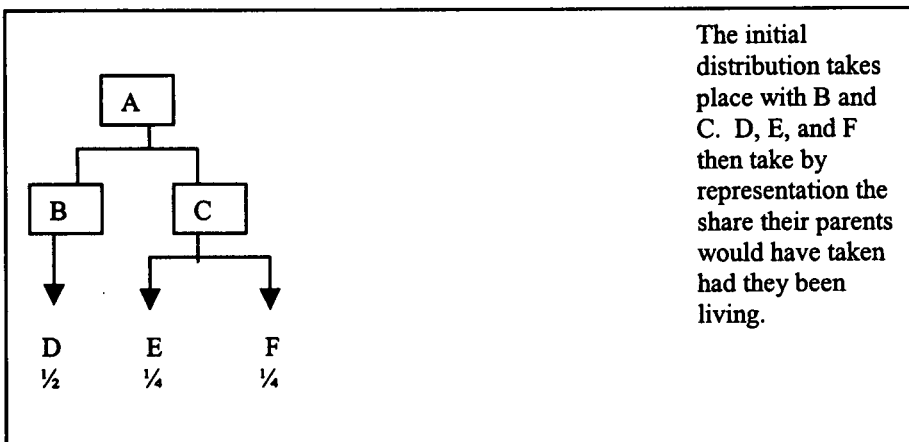 A
B C
D E F
½ ¼ ¼
The initial
distribution takes
place with B and
C. D, E, and F
then take by
representation the
share their parents
would have taken
had they been
living.